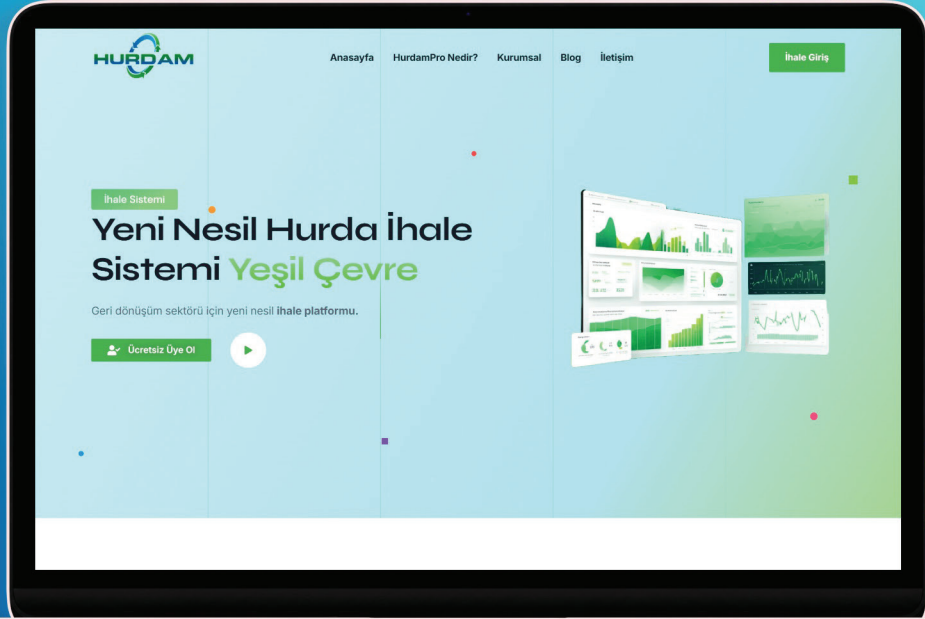 HURDAM
Anasayfa HurdamPro Nedir? Kurumsal Blog İletişim
İhale Giriş
İhale Sistemi
Yeni Nesil Hurda İhale
Sistemi Yeşil Çevre
Geri dönüşüm sektörü için yeni nesil ihale platformu.
Ücretsiz Üye Ol